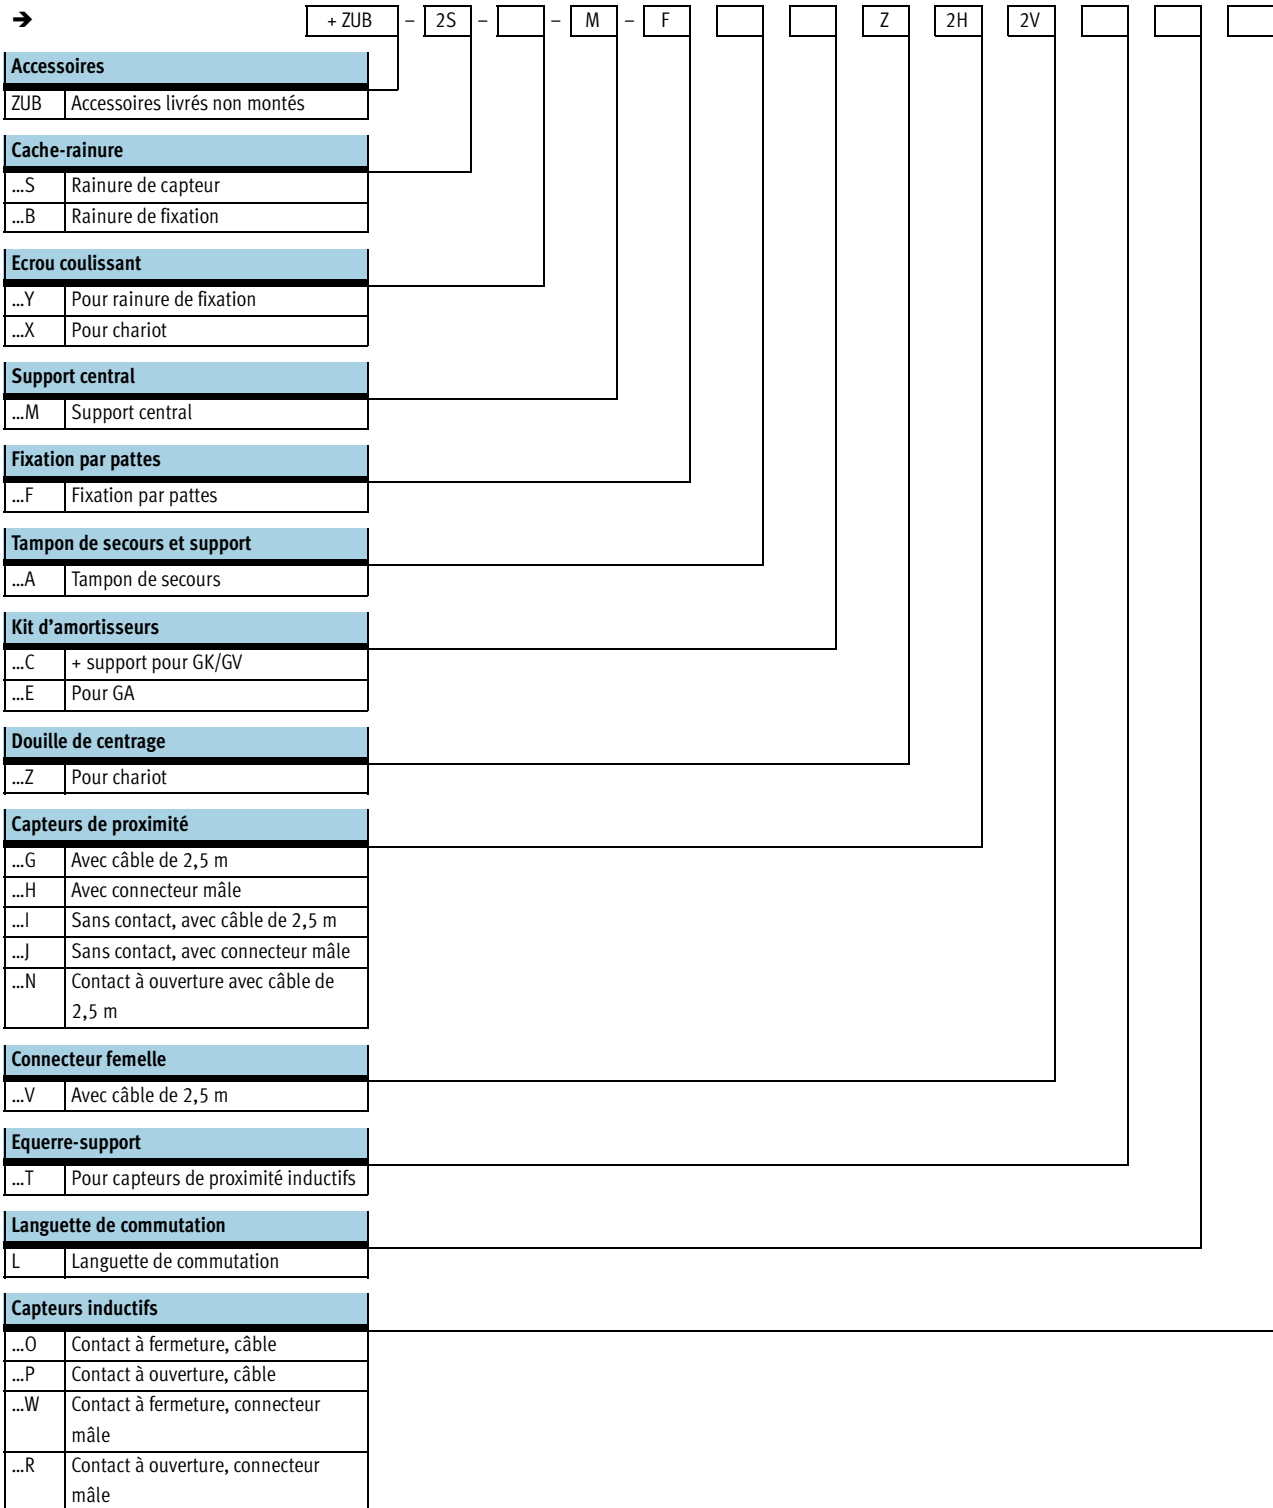 ➔ + ZUB – 2S – – M – F Z 2H 2V
Accessoires
ZUB Accessoires livrés non montés
Cache-rainure
...S Rainure de capteur
...B Rainure de fixation
Ecrou coulissant
...Y Pour rainure de fixation
...X Pour chariot
Support central
...M Support central
Fixation par pattes
...F Fixation par pattes
Tampon de secours et support
...A Tampon de secours
Kit d’amortisseurs
...C + support pour GK/GV
...E Pour GA
Douille de centrage
...Z Pour chariot
Capteurs de proximité
...G Avec câble de 2,5 m
...H Avec connecteur mâle
...I Sans contact, avec câble de 2,5 m
...J Sans contact, avec connecteur mâle
...N Contact à ouverture avec câble de
2,5 m
Connecteur femelle
...V Avec câble de 2,5 m
Equerre-support
...T Pour capteurs de proximité inductifs
Languette de commutation
L Languette de commutation
Capteurs inductifs
...O Contact à fermeture, câble
...P Contact à ouverture, câble
...W Contact à fermeture, connecteur
mâle
...R Contact à ouverture, connecteur
mâle